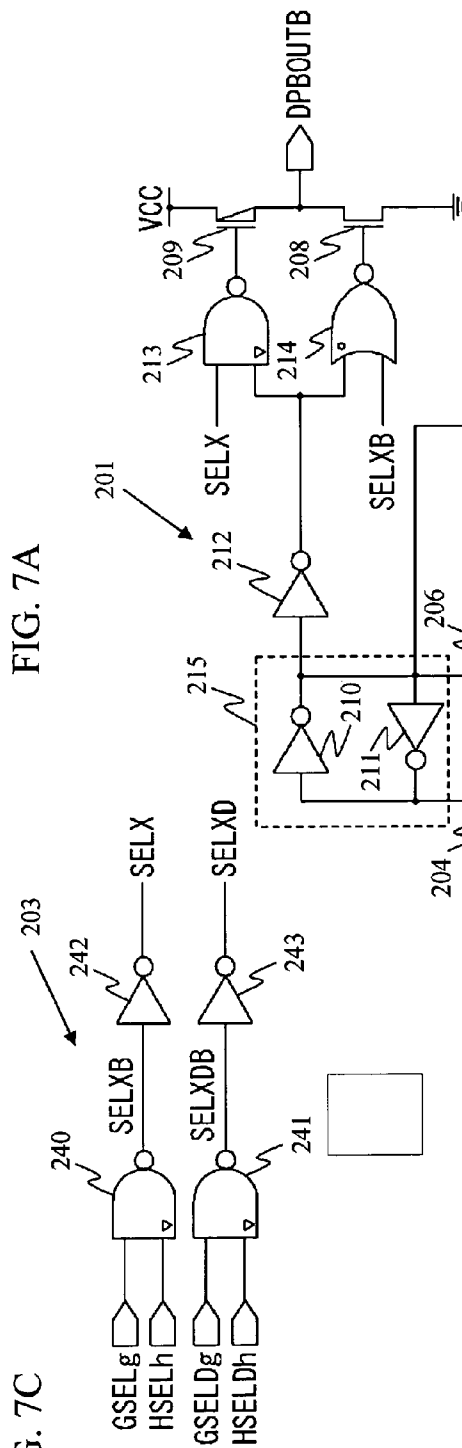 FIG. 7A
VCC
209
213
SELX
DPBOUTB
201
212
214
208
SELXB
215
210
211
206
204
G. 7C
203
240
242
GSELg
HSELh
SELXB
SELX
GSELDg
HSELDh
SELXDB
SELXD
241
243